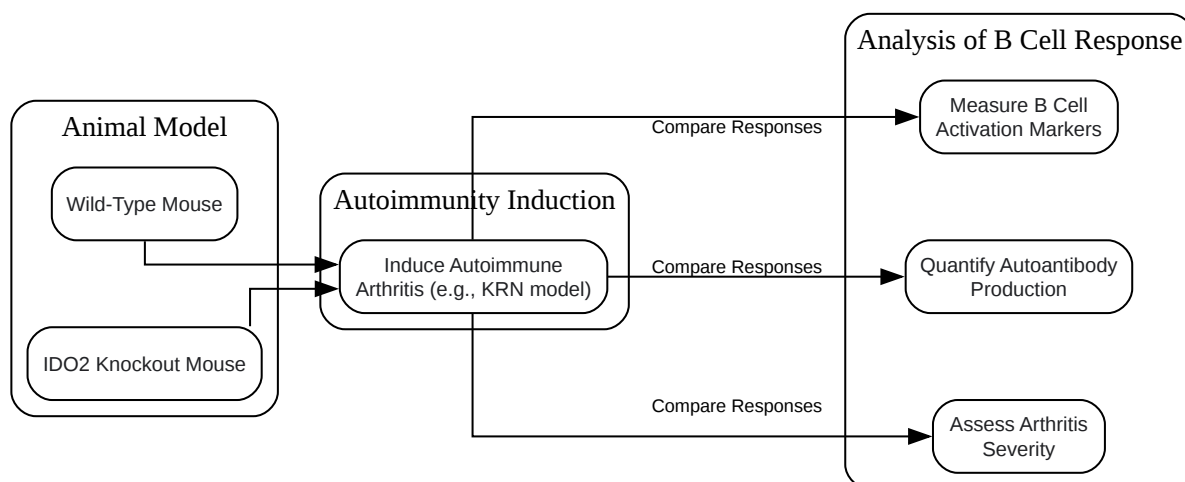 Animal Model
Wild-Type Mouse
IDO2 Knockout Mouse
Autoimmunity Induction
Induce Autoimmune
Arthritis (e.g., KRN model)
Compare Responses
Compare Responses
Compare Responses
Analysis of B Cell Response
Measure B Cell
Activation Markers
Quantify Autoantibody
Production
Assess Arthritis
Severity